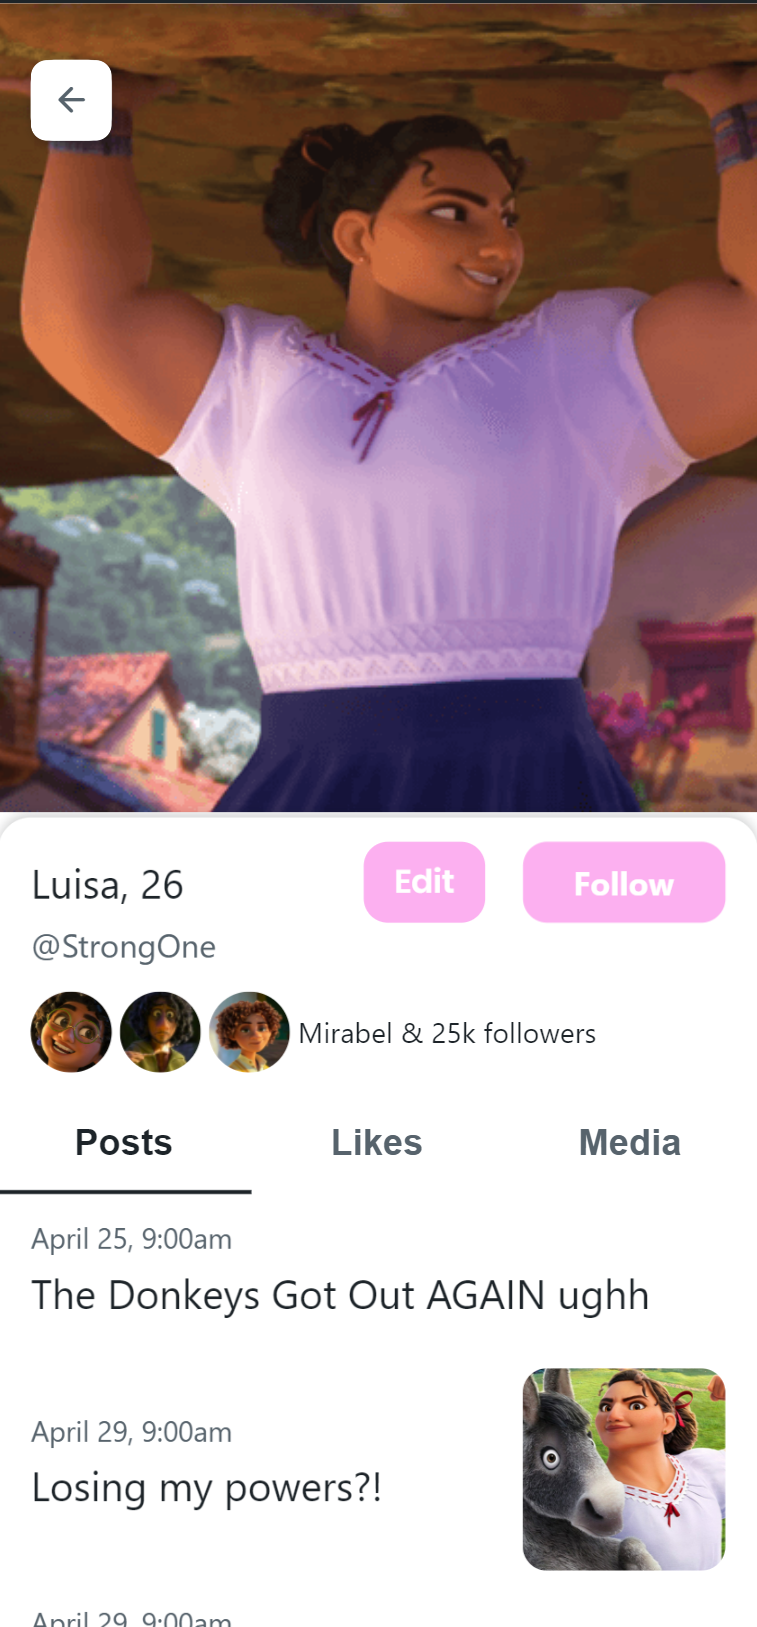 Luisa, 26
Edit
Follow
@StrongOne
Mirabel & 25k followers
Posts
Likes
Media
April 25, 9:00am
The Donkeys Got Out AGAIN ughh
April 29, 9:00am
Losing my powers?!
April 29, 9:00am